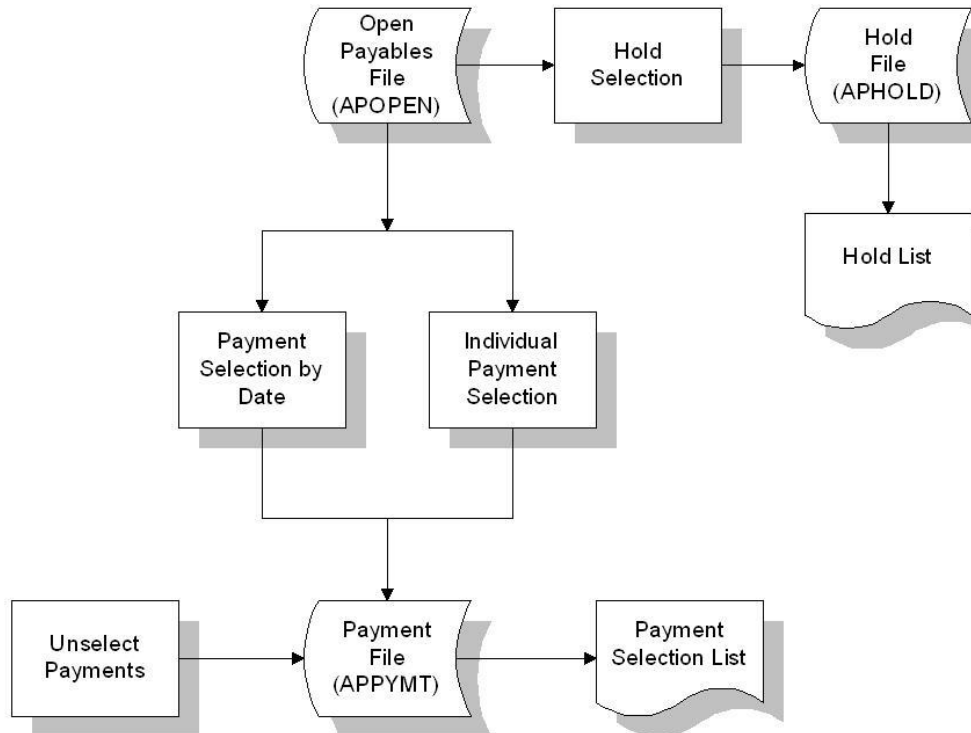 Open
Payables
File
(APOPEN)
Hold
Selection
Hold
File
(APHOLD)
Hold List
Payment
Selection by
Date
Individual
Payment
Selection
Unselect
Payments
Payment
File
(APPYMT)
Payment
Selection List